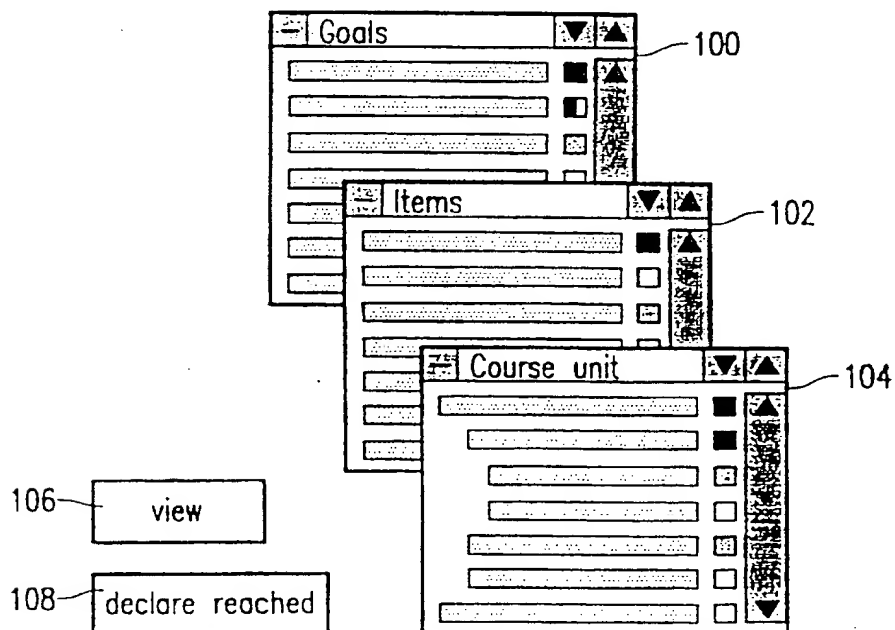 Goals
100
Items
102
Course unit
104
106
view
108
declare reached